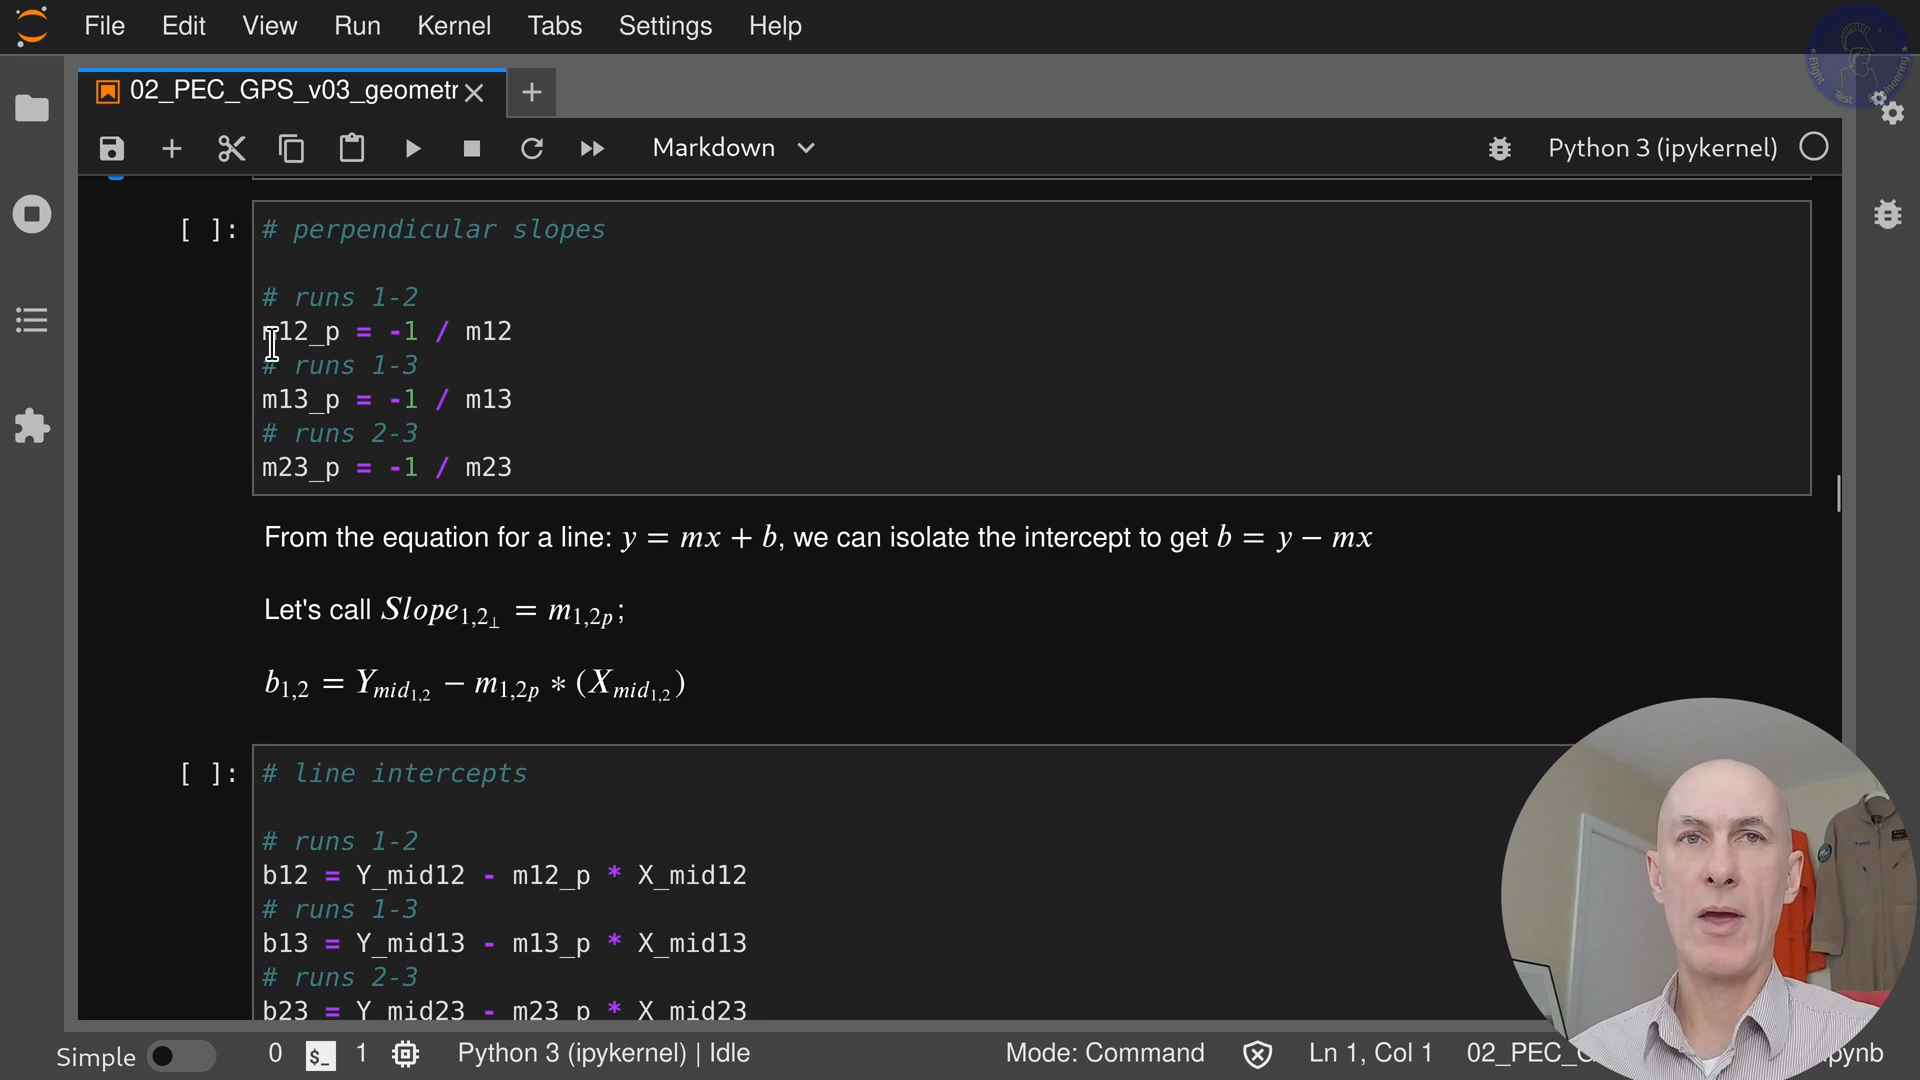 File Edit View Run Kernel Tabs Settings Help
02_PEC_GPS_v03_geometr
Markdown
Python 3 (ipykernel)
[ ]: # perpendicular slopes
# runs 1-2
m12_p = -1 / m12
# runs 1-3
m13_p = -1 / m13
# runs 2-3
m23_p = -1 / m23
From the equation for a line: y = mx + b, we can isolate the intercept to get b = y − mx
Let's call Slope1,2⊥ = m1,2p;
b1,2 = Ymid1,2 − m1,2p ∗ (Xmid1,2)
[ ]: # line intercepts
# runs 1-2
b12 = Y_mid12 - m12_p * X_mid12
# runs 1-3
b13 = Y_mid13 - m13_p * X_mid13
# runs 2-3
b23 = Y_mid23 - m23_p * X_mid23
Simple 0 $_ 1 Python 3 (ipykernel) | Idle Mode: Command Ln 1, Col 1 02_PEC_
Flight Test Engineering